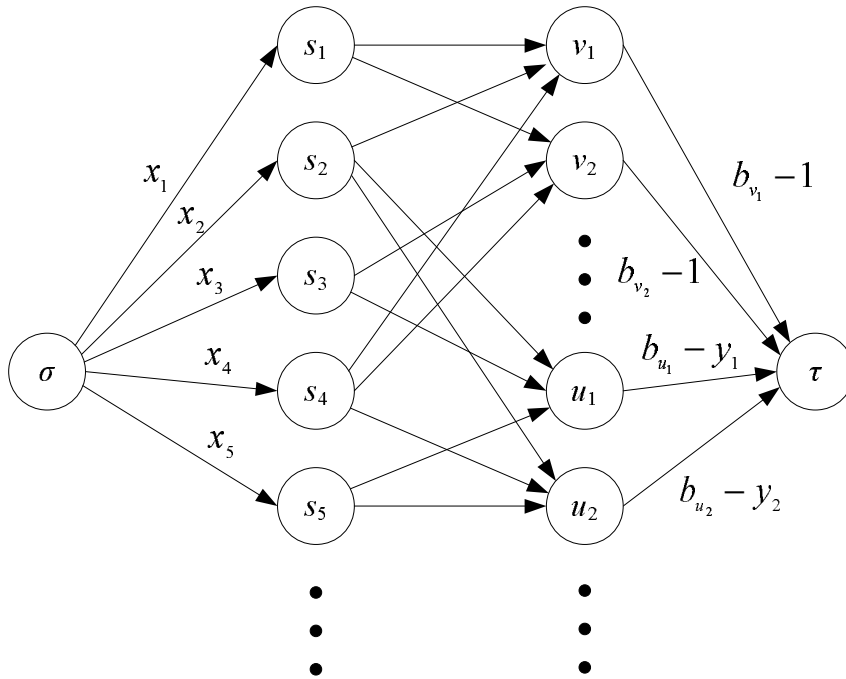 s₁
v₁
x₁
b_{v₁} − 1
s₂
v₂
x₂
x₃
s₃
b_{v₂} − 1
σ
x₄
s₄
u₁
b_{u₁} − y₁
τ
x₅
s₅
u₂
b_{u₂} − y₂